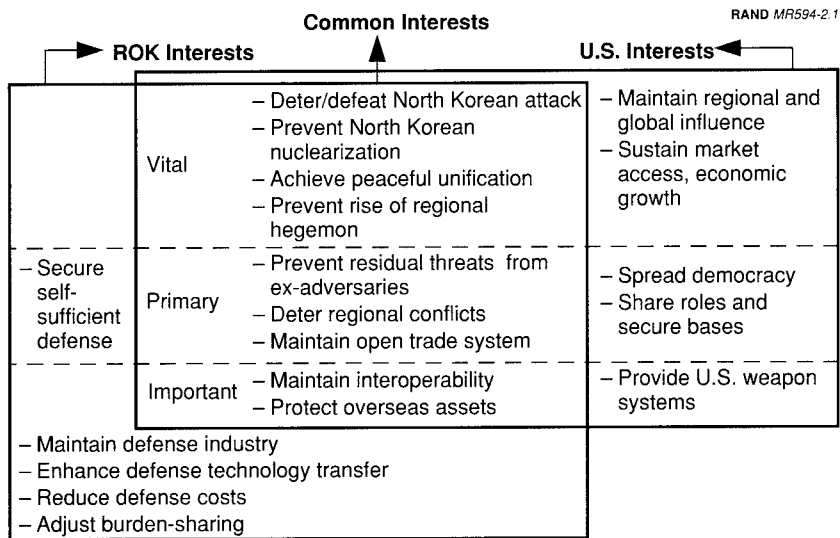 RAND MR594-2.1
Common Interests
ROK Interests
U.S. Interests
Vital
– Deter/defeat North Korean attack
– Prevent North Korean
nuclearization
– Achieve peaceful unification
– Prevent rise of regional
hegemon
– Maintain regional and
global influence
– Sustain market
access, economic
growth
– Secure
self-
sufficient
defense
Primary
– Prevent residual threats from
ex-adversaries
– Deter regional conflicts
– Maintain open trade system
– Spread democracy
– Share roles and
secure bases
Important
– Maintain interoperability
– Protect overseas assets
– Provide U.S. weapon
systems
– Maintain defense industry
– Enhance defense technology transfer
– Reduce defense costs
– Adjust burden-sharing